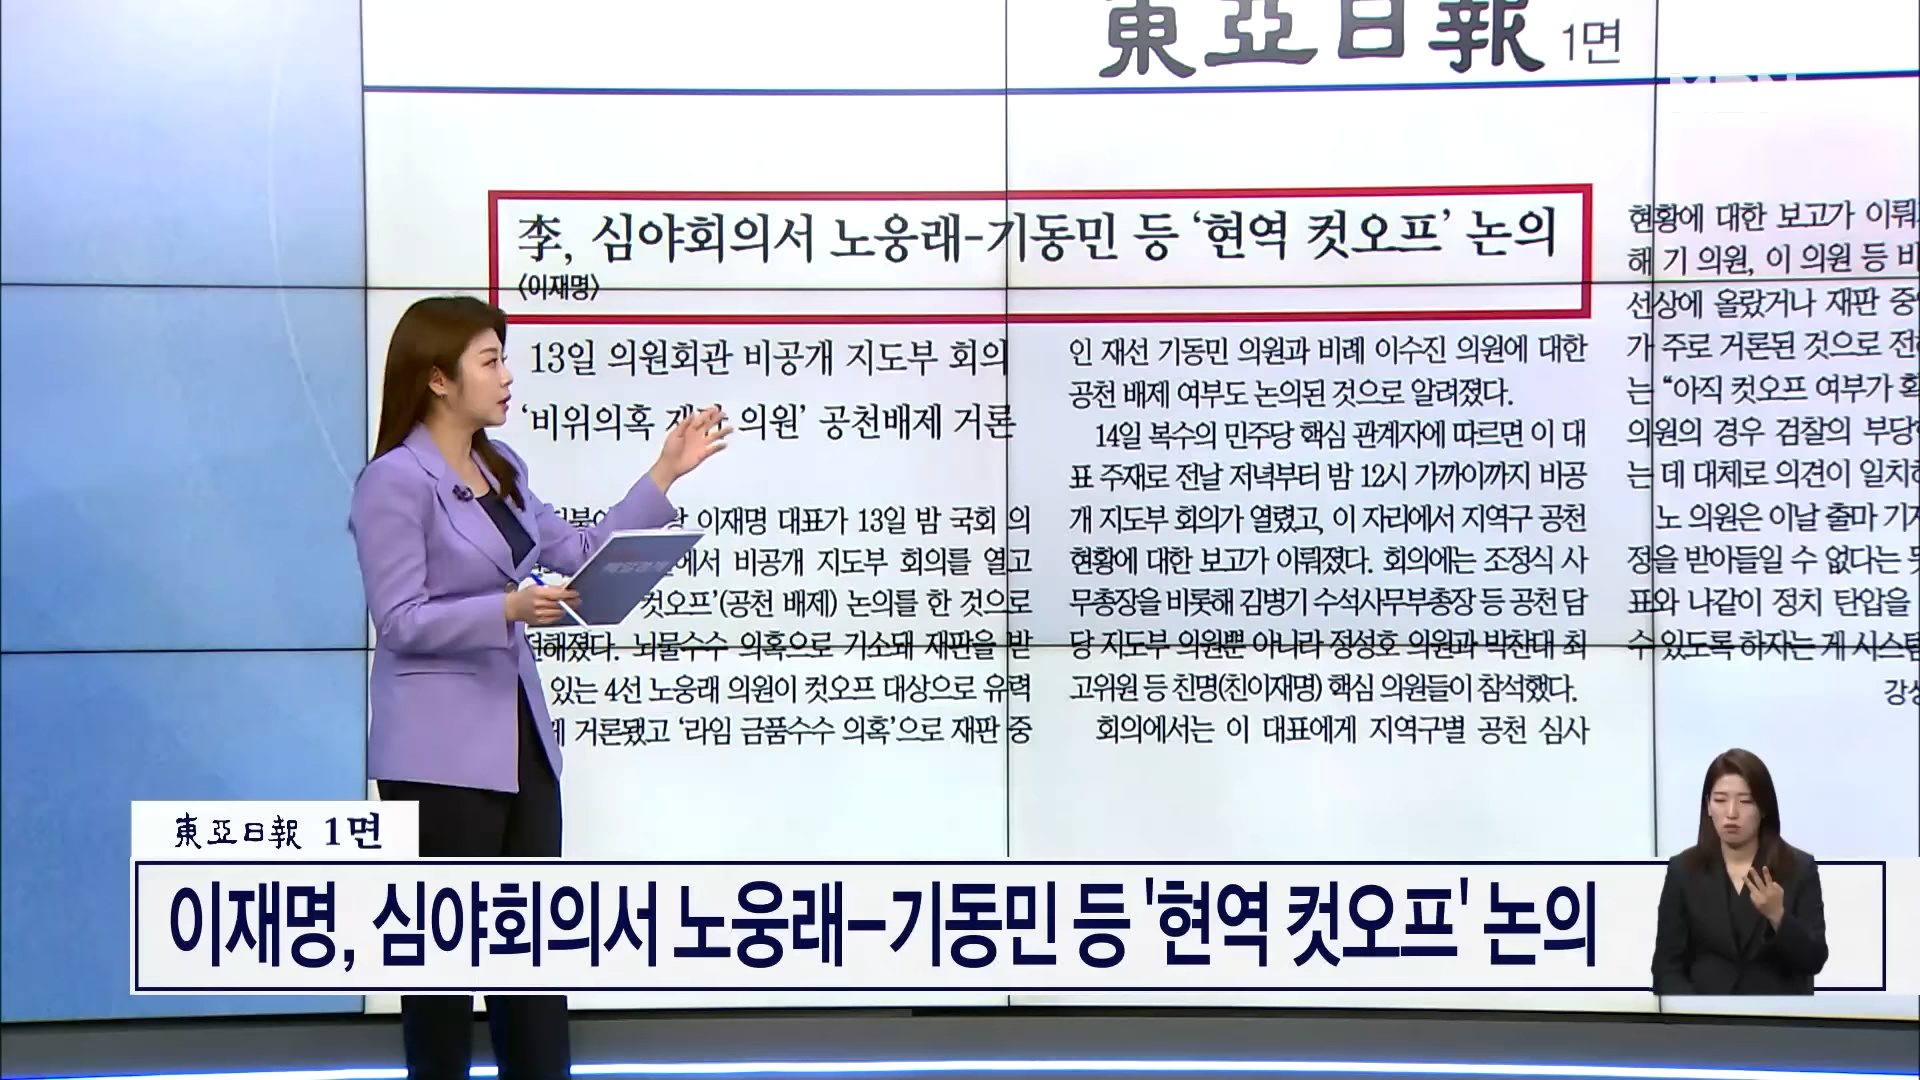 東亞日報 1면
MBN
李, 심야회의서 노웅래-기동민 등 ‘현역 컷오프’ 논의
〈이재명〉
13일 의원회관 비공개 지도부 회의
‘비위의혹 재판 의원’ 공천배제 거론
이재명 대표가 13일 밤 국회 의
에서 비공개 지도부 회의를 열고
컷오프’(공천 배제) 논의를 한 것으로
전해졌다. 뇌물수수 의혹으로 기소돼 재판을 받
있는 4선 노웅래 의원이 컷오프 대상으로 유력
거론됐고 ‘라임 금품수수 의혹’으로 재판 중
인 재선 기동민 의원과 비례 이수진 의원에 대한
공천 배제 여부도 논의된 것으로 알려졌다.
14일 복수의 민주당 핵심 관계자에 따르면 이 대
표 주재로 전날 저녁부터 밤 12시 가까이까지 비공
개 지도부 회의가 열렸고, 이 자리에서 지역구 공천
현황에 대한 보고가 이뤄졌다. 회의에는 조정식 사
무총장을 비롯해 김병기 수석사무부총장 등 공천 담
당 지도부 의원뿐 아니라 정성호 의원과 박찬대 최
고위원 등 친명(친이재명) 핵심 의원들이 참석했다.
회의에서는 이 대표에게 지역구별 공천 심사
현황에 대한 보고가 이뤄
해 기 의원, 이 의원 등 비
선상에 올랐거나 재판 중
가 주로 거론된 것으로 전
는 “아직 컷오프 여부가 확
의원의 경우 검찰의 부당
는 데 대체로 의견이 일치
노 의원은 이날 출마 기자
정을 받아들일 수 없다는 뜻
표와 나같이 정치 탄압을
수 있도록 하자는 게 시스템
매일경제
東亞日報 1면
이재명, 심야회의서 노웅래-기동민 등 '현역 컷오프' 논의